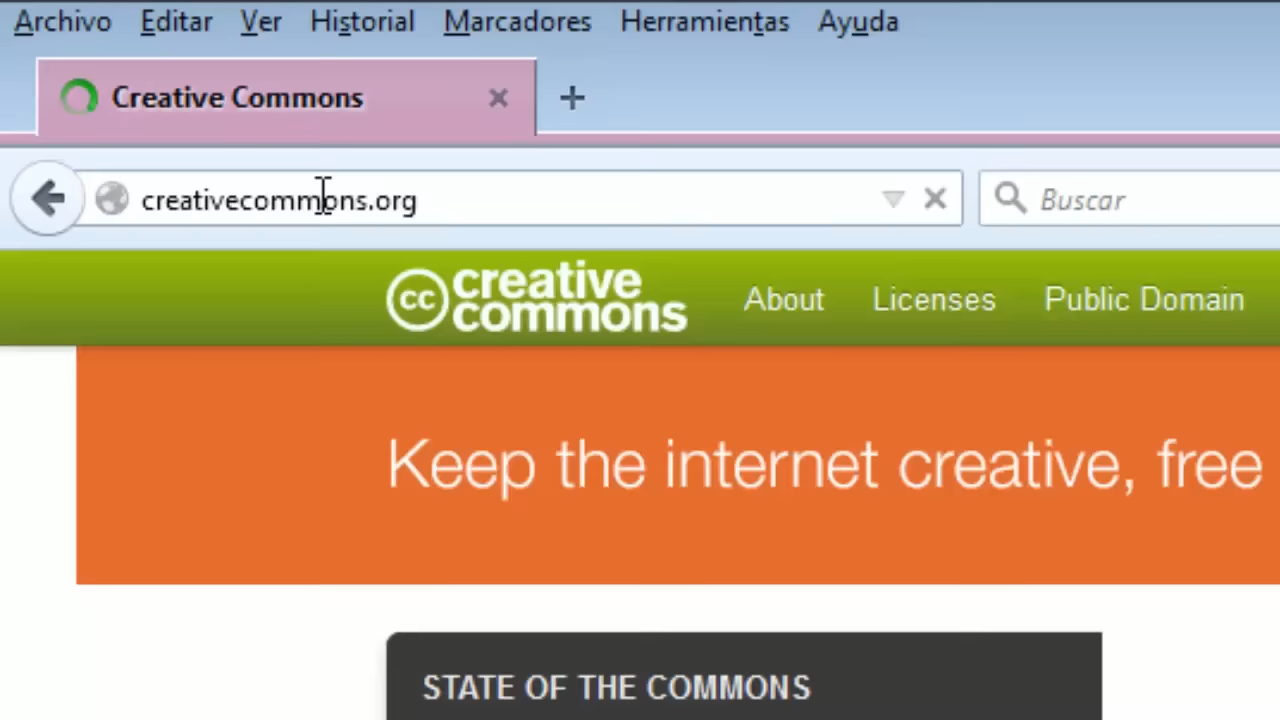 Archivo Editar Ver Historial Marcadores Herramientas Ayuda
Creative Commons
creativecommons.org Buscar
cc creative commons About Licenses Public Domain
Keep the internet creative, free
STATE OF THE COMMONS